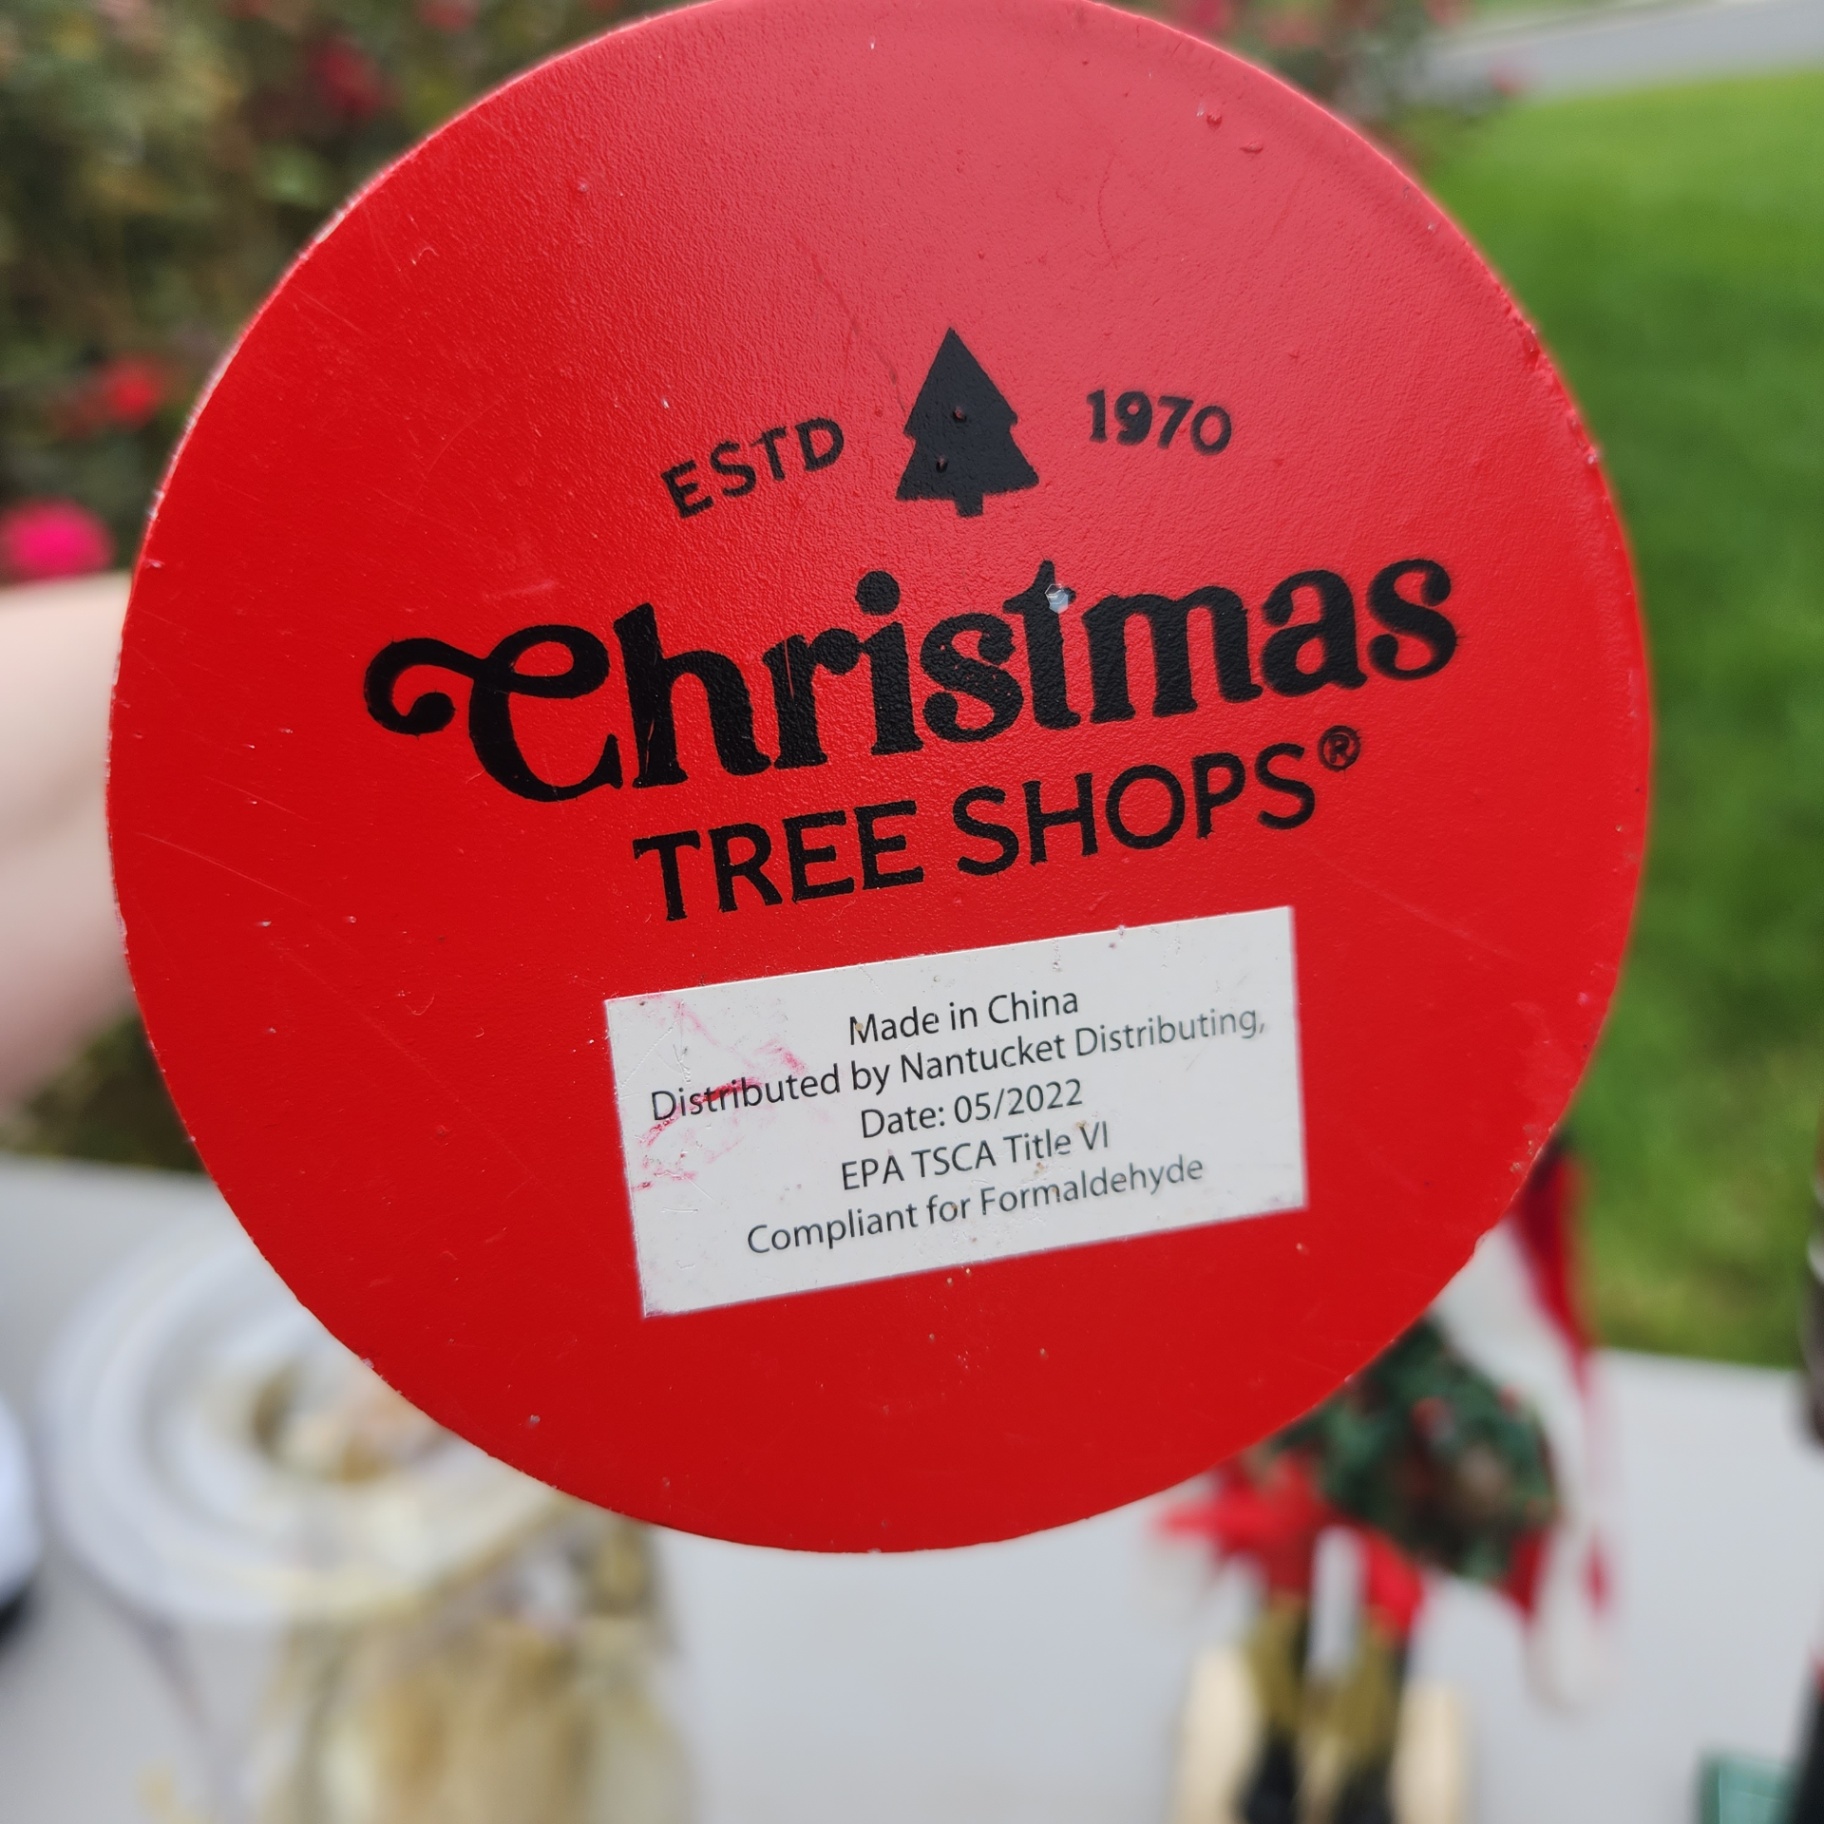 ESTD 1970
Christmas
TREE SHOPS®
Made in China
Distributed by Nantucket Distributing,
Date: 05/2022
EPA TSCA Title VI
Compliant for Formaldehyde